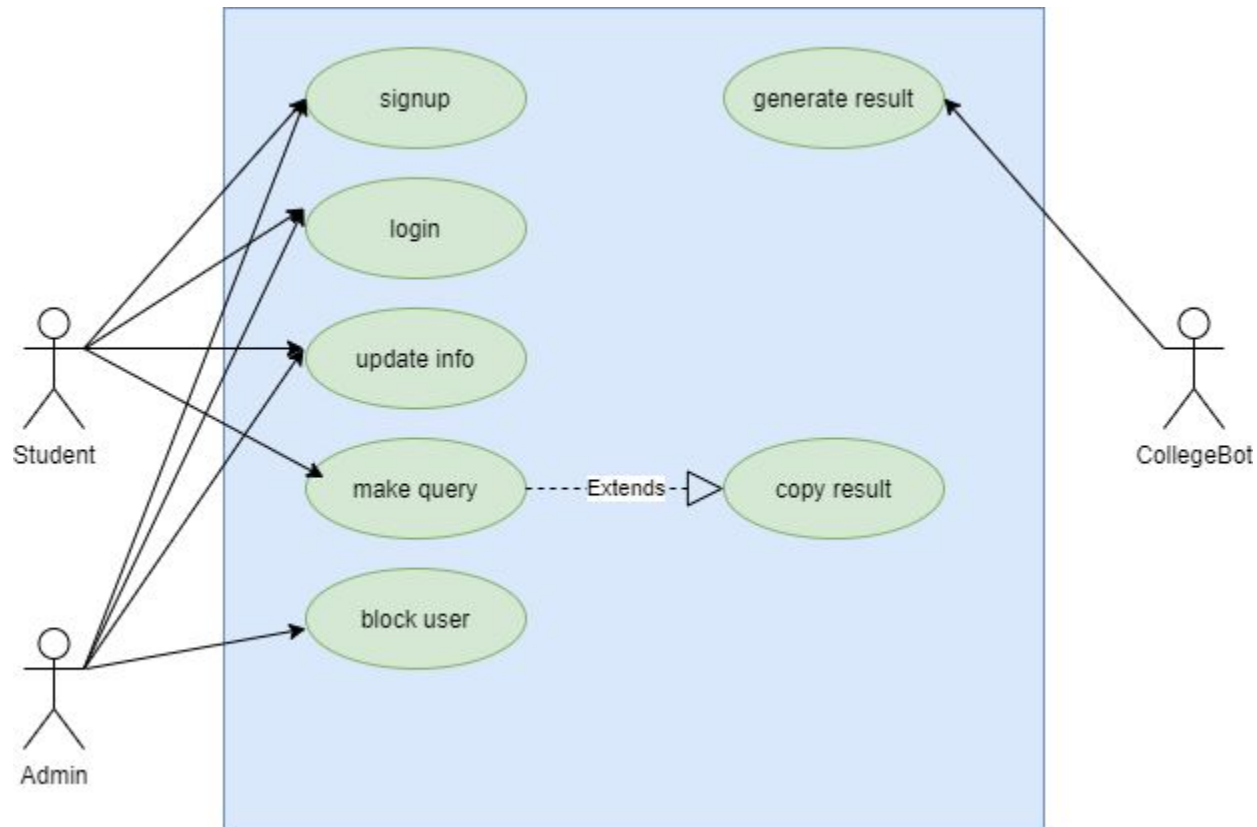 signup
generate result
login
update info
Student
CollegeBot
make query
Extends
copy result
block user
Admin